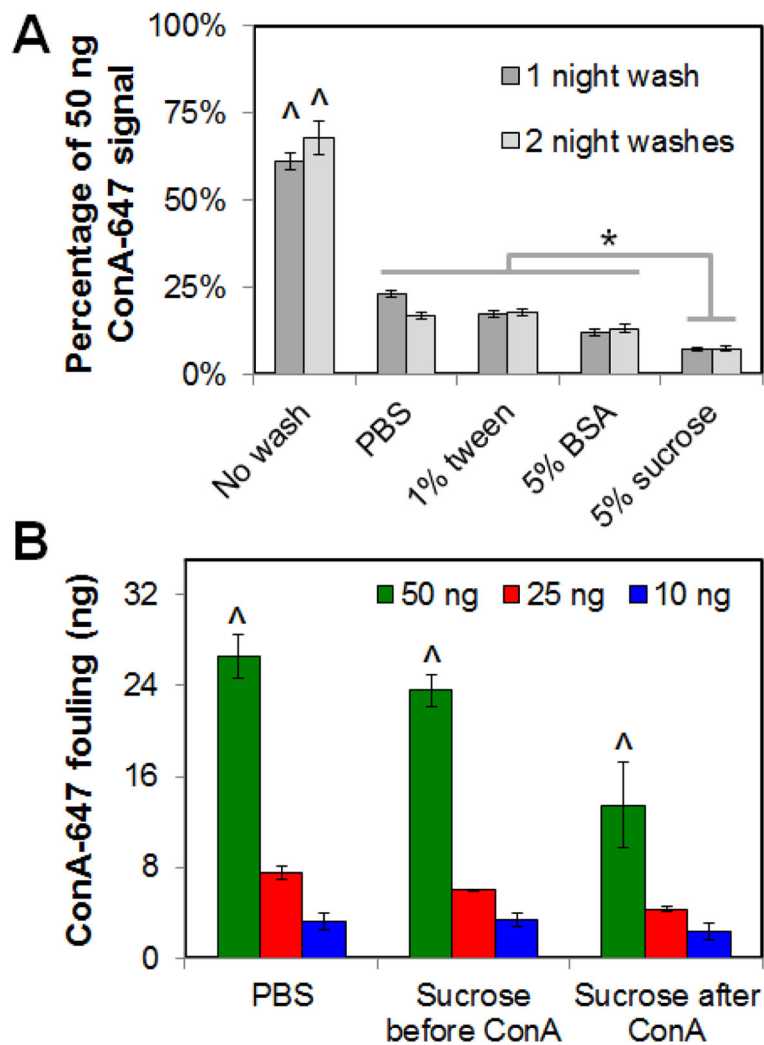 A
Percentage of 50 ng
ConA-647 signal
100%
75%
50%
25%
0%
1 night wash
2 night washes
^ ^
*
No wash
PBS
1% tween
5% BSA
5% sucrose
B
ConA-647 fouling (ng)
32
24
16
8
0
50 ng 25 ng 10 ng
^
^
^
PBS
Sucrose
before ConA
Sucrose after
ConA